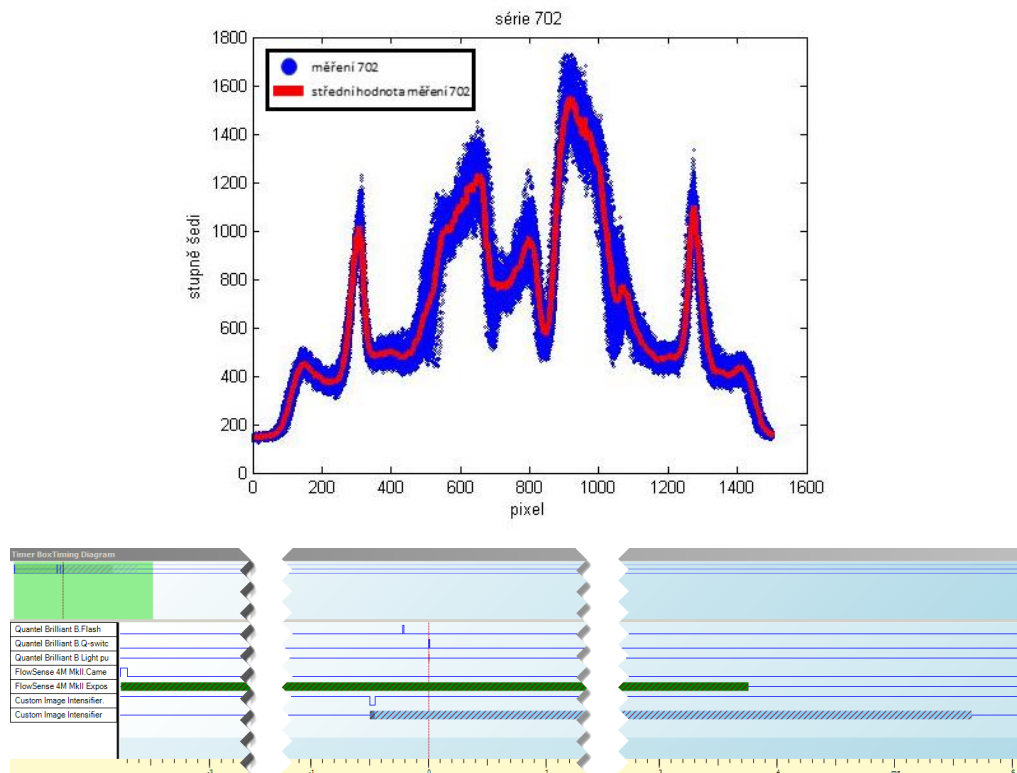 série 702
1800
1600
1400
1200
1000
800
600
400
200
0
stupně šedi
měření 702
střední hodnota měření 702
0 200 400 600 800 1000 1200 1400 1600
pixel
Timer BoxTiming Diagram
Quantel Brilliant B.Flash
Quantel Brilliant B.Q-switc
Quantel Brilliant B.Light pu
FlowSense 4M MkII.Came
FlowSense 4M MkII Expos
Custom Image Intensifier.
Custom Image Intensifier